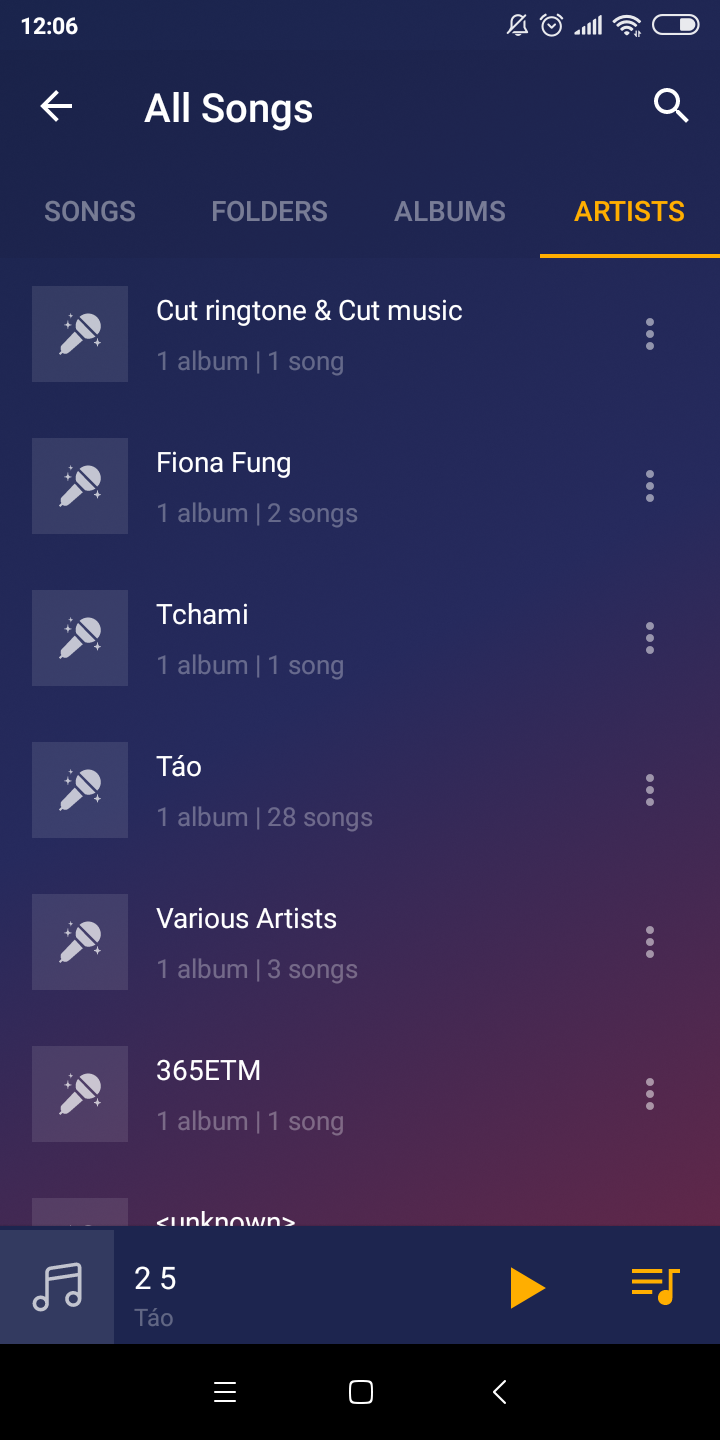 12:06
All Songs
SONGS FOLDERS ALBUMS ARTISTS
Cut ringtone & Cut music
1 album | 1 song
Fiona Fung
1 album | 2 songs
Tchami
1 album | 1 song
Táo
1 album | 28 songs
Various Artists
1 album | 3 songs
365ETM
1 album | 1 song
<unknown>
2 5
Táo